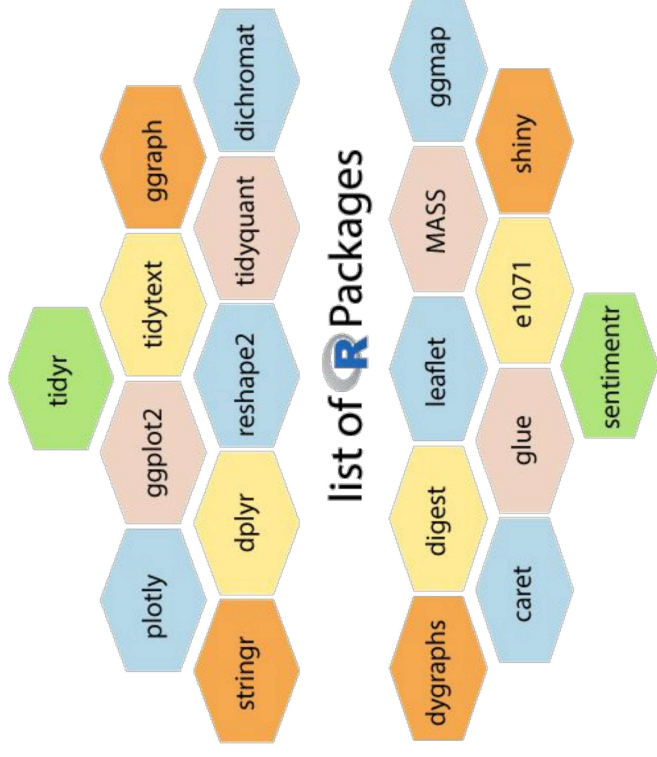 tidyr
plotly ggplot2 tidytext ggraph
stringr dplyr reshape2 tidyquant dichromat
list of R Packages
dygraphs digest leaflet MASS ggmap
caret glue e1071 shiny
sentimentr